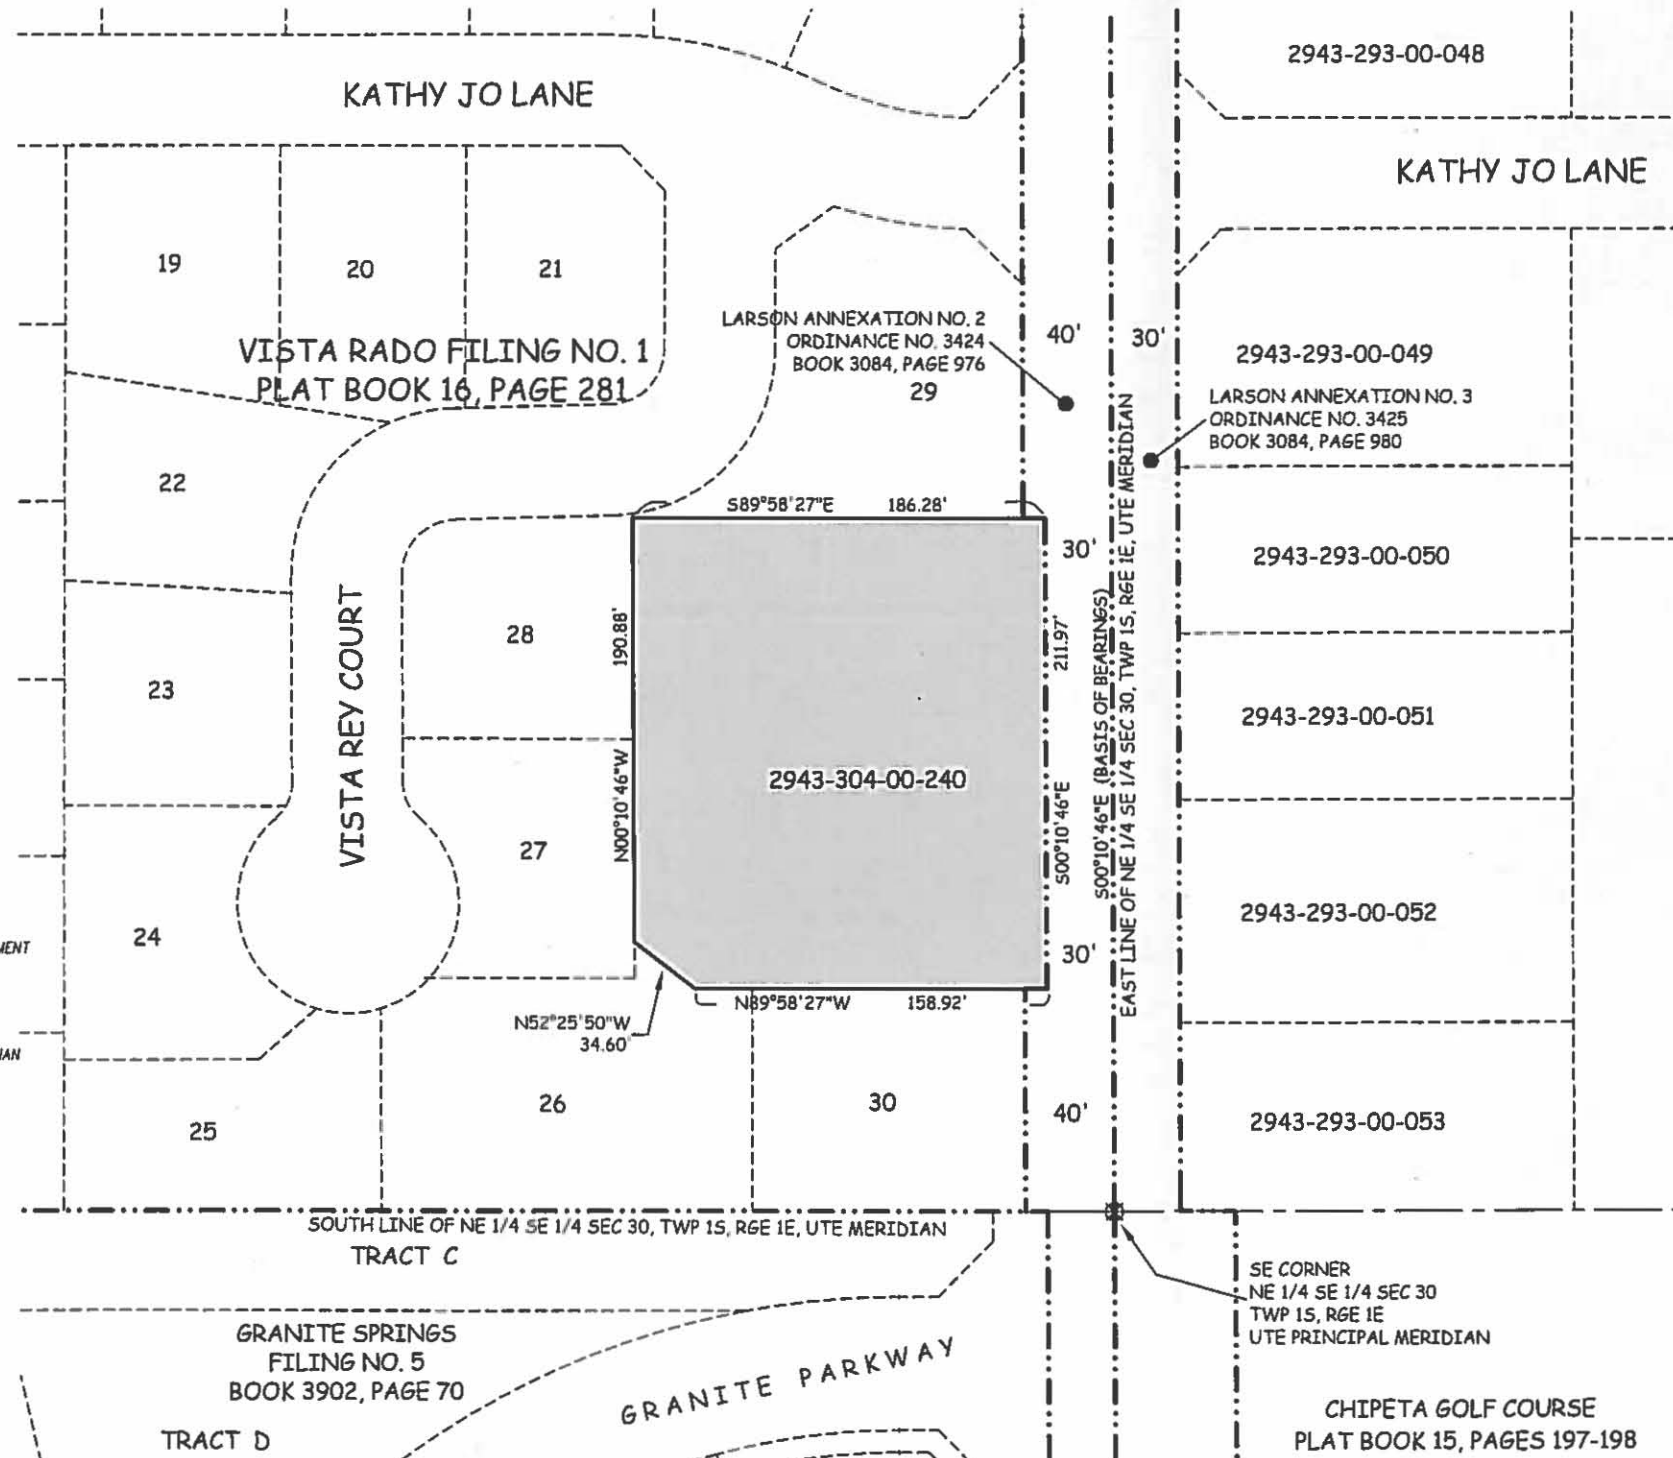 2943-293-00-048
KATHY JO LANE
KATHY JO LANE
19
20
21
LARSON ANNEXATION NO. 2
ORDINANCE NO. 3424
BOOK 3084, PAGE 976
29
40'
30'
VISTA RADO FILING NO. 1
PLAT BOOK 16, PAGE 281
2943-293-00-049
LARSON ANNEXATION NO. 3
ORDINANCE NO. 3425
BOOK 3084, PAGE 980
22
S89°58'27"E 186.28'
30'
2943-293-00-050
28
190.88'
211.97'
23
VISTA REY COURT
2943-293-00-051
2943-304-00-240
N00°10'46"W
S00°10'46"E
S00°10'46"E (BASIS OF BEARINGS)
EAST LINE OF NE 1/4 SE 1/4 SEC 30, TWP 1S, RGE 1E, UTE MERIDIAN
27
2943-293-00-052
24
MENT
30'
N89°58'27"W 158.92'
N52°25'50"W
34.60'
IAN
25
26
30
40'
2943-293-00-053
SOUTH LINE OF NE 1/4 SE 1/4 SEC 30, TWP 1S, RGE 1E, UTE MERIDIAN
TRACT C
SE CORNER
NE 1/4 SE 1/4 SEC 30
TWP 1S, RGE 1E
UTE PRINCIPAL MERIDIAN
GRANITE SPRINGS
FILING NO. 5
BOOK 3902, PAGE 70
GRANITE PARKWAY
TRACT D
CHIPETA GOLF COURSE
PLAT BOOK 15, PAGES 197-198